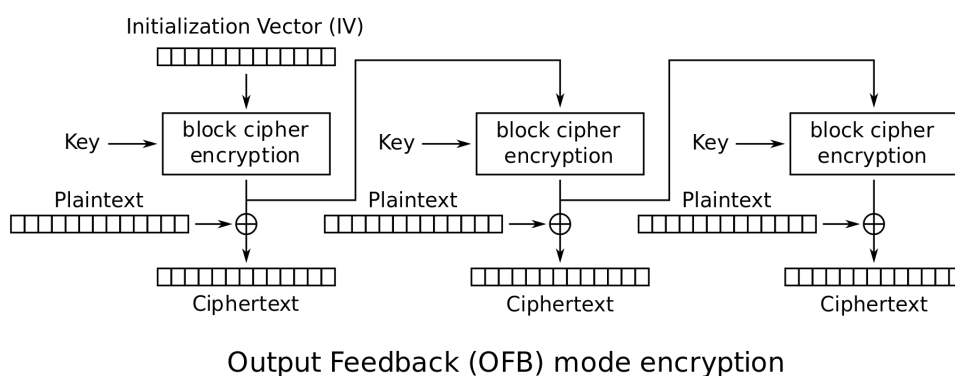 Initialization Vector (IV)
Key
block cipher
encryption
Key
block cipher
encryption
Key
block cipher
encryption
Plaintext
Plaintext
Plaintext
Ciphertext
Ciphertext
Ciphertext
Output Feedback (OFB) mode encryption